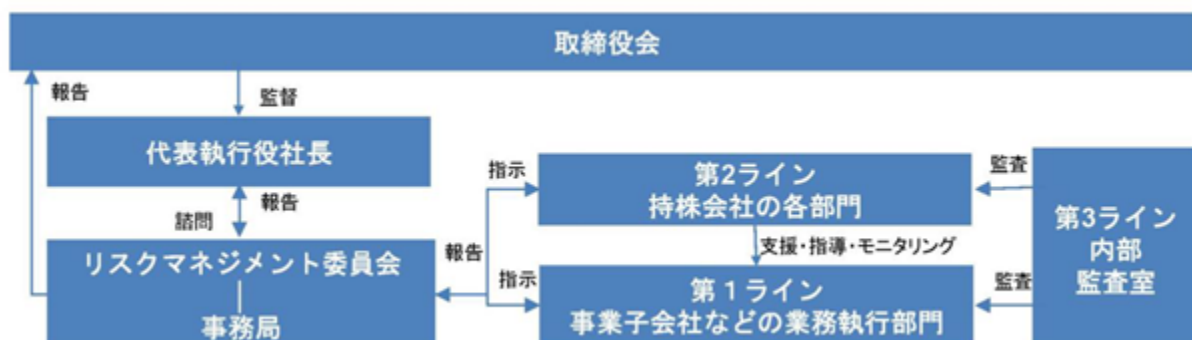 取締役会
報告
監督
代表執行役社長
報告
諮問
リスクマネジメント委員会
事務局
報告
指示
指示
第2ライン
持株会社の各部門
支援・指導・モニタリング
第１ライン
事業子会社などの業務執行部門
監査
監査
第3ライン
内部
監査室